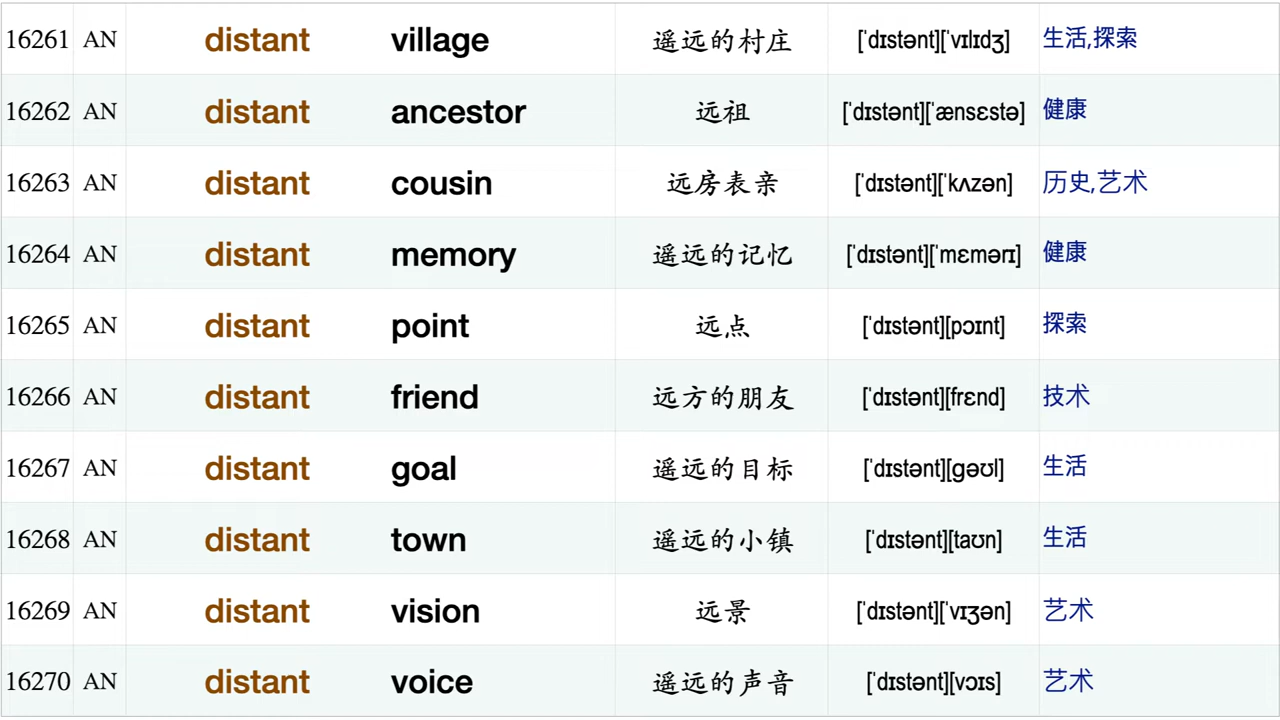 16261 AN distant village 遥远的村庄 [ˈdɪstənt][ˈvɪlɪdʒ] 生活,探索
16262 AN distant ancestor 远祖 [ˈdɪstənt][ˈænsɛstə] 健康
16263 AN distant cousin 远房表亲 [ˈdɪstənt][ˈkʌzən] 历史,艺术
16264 AN distant memory 遥远的记忆 [ˈdɪstənt][ˈmɛmərɪ] 健康
16265 AN distant point 远点 [ˈdɪstənt][pɔɪnt] 探索
16266 AN distant friend 远方的朋友 [ˈdɪstənt][frɛnd] 技术
16267 AN distant goal 遥远的目标 [ˈdɪstənt][ɡəʊl] 生活
16268 AN distant town 遥远的小镇 [ˈdɪstənt][taʊn] 生活
16269 AN distant vision 远景 [ˈdɪstənt][ˈvɪʒən] 艺术
16270 AN distant voice 遥远的声音 [ˈdɪstənt][vɔɪs] 艺术